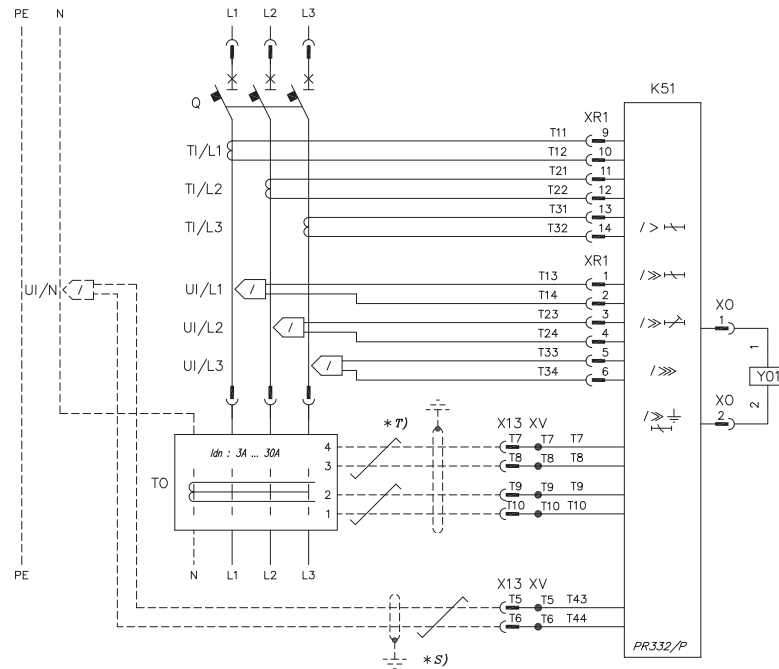 PE N L1 L2 L3
K51
Q
XR1
T11 9
TI/L1 T12 10
T21 11
TI/L2 T22 12
T31 13
TI/L3 T32 14
/>
XR1
/>>
UI/N / UI/L1 / T13 1
T14 2
XO
UI/L2 / T23 3 />> 1
T24 4
1
UI/L3 / T33 5 />>> Y01
T34 6
2
XO
/>> 2
*T) X13 XV
Idn : 3A ... 30A 4 T7 T7 T7
3 T8 T8 T8
TO
2 T9 T9 T9
1 T10 T10 T10
PE N L1 L2 L3
X13 XV
T5 T5 T43
T6 T6 T44
*S) PR332/P